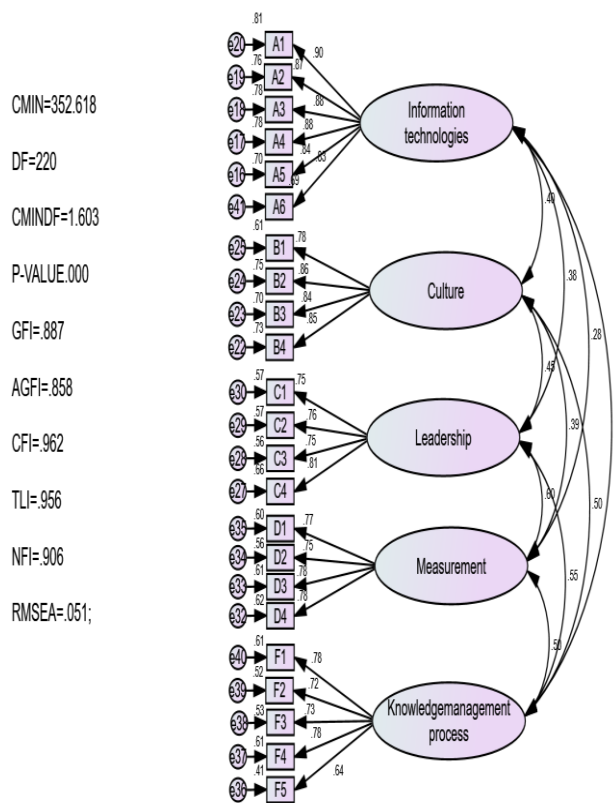 CMIN=352.618
DF=220
CMINDF=1.603
P-VALUE.000
GFI=.887
AGFI=.858
CFI=.962
TLI=.956
NFI=.906
RMSEA=.051;
.81
e20 A1 .90
.76
e19 A2 .87
.78
e18 A3 .88
.78
e17 A4 .88
.70
e16 A5 .84
e41 A6 .83
Information
technologies
.61
e25 B1 .78
.75
e24 B2 .86
.70
e23 B3 .84
.73
e22 B4 .85
Culture
.57
e30 C1 .75
.57
e29 C2 .76
.56
e28 C3 .75
.66
e27 C4 .81
Leadership
.60
e35 D1 .77
.56
e34 D2 .75
.61
e33 D3 .78
.62
e32 D4 .78
Measurement
.61
e40 F1 .78
.52
e39 F2 .72
.53
e38 F3 .73
.61
e37 F4 .78
.41
e36 F5 .64
Knowledgemanagement
process
.38
.28
.45
.39
.50
.60
.55